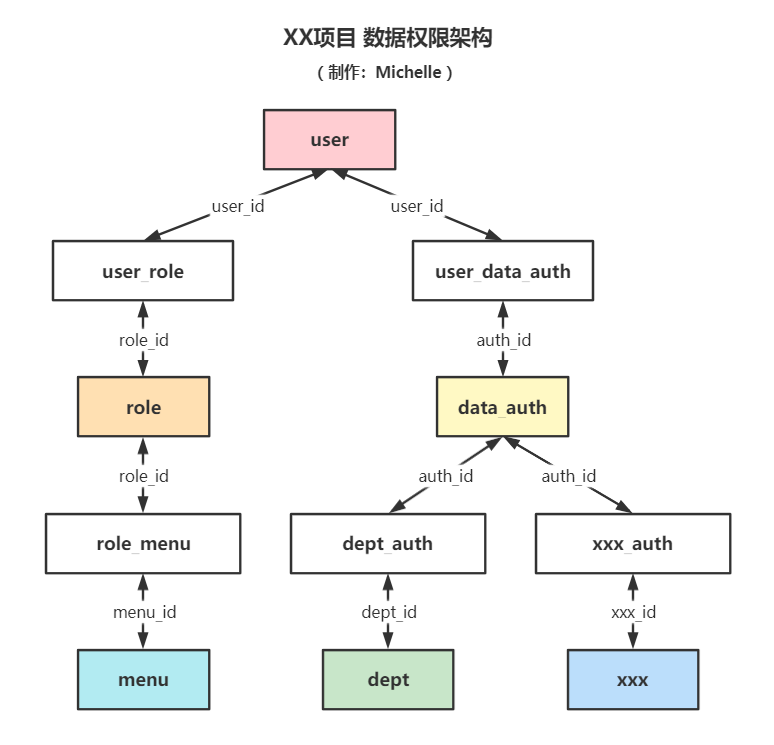 XX项目 数据权限架构
（制作：Michelle）
user
user_id
user_id
user_role
user_data_auth
role_id
auth_id
role
data_auth
role_id
auth_id
auth_id
role_menu
dept_auth
xxx_auth
menu_id
dept_id
xxx_id
menu
dept
xxx